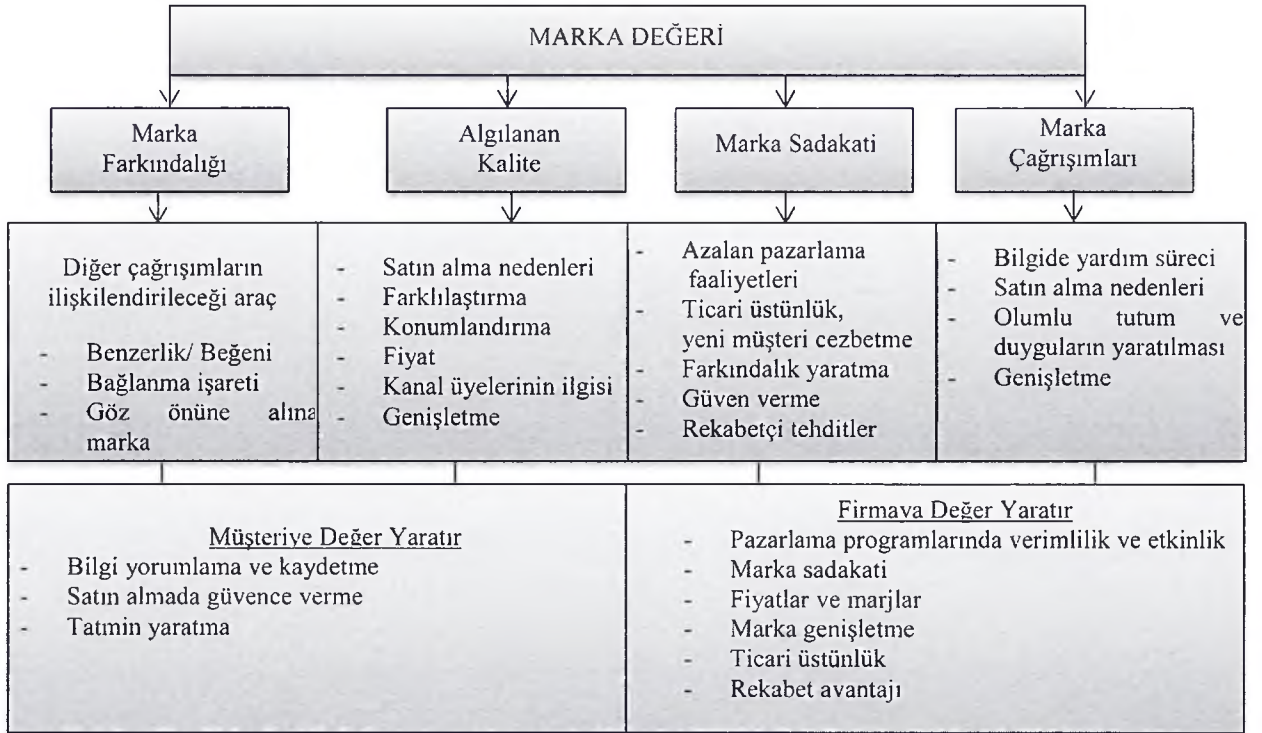 MARKA DEĞERİ
Marka
Farkındalığı
Algılanan
Kalite
Marka Sadakati
Marka
Çağrışımları
Diğer çağrışımların
ilişkilendirileceği araç
- Benzerlik/ Beğeni
- Bağlanma işareti
- Göz önüne alına
marka
- Satın alma nedenleri
- Farklılaştırma
- Konumlandırma
- Fiyat
- Kanal üyelerinin ilgisi
- Genişletme
- Azalan pazarlama
faaliyetleri
- Ticari üstünlük,
yeni müşteri cezbetme
- Farkındalık yaratma
- Güven verme
- Rekabetçi tehditler
- Bilgide yardım süreci
- Satın alma nedenleri
- Olumlu tutum ve
duyguların yaratılması
- Genişletme
Müşteriye Değer Yaratır
- Bilgi yorumlama ve kaydetme
- Satın almada güvence verme
- Tatmin yaratma
Firmaya Değer Yaratır
- Pazarlama programlarında verimlilik ve etkinlik
- Marka sadakati
- Fiyatlar ve marjlar
- Marka genişletme
- Ticari üstünlük
- Rekabet avantajı